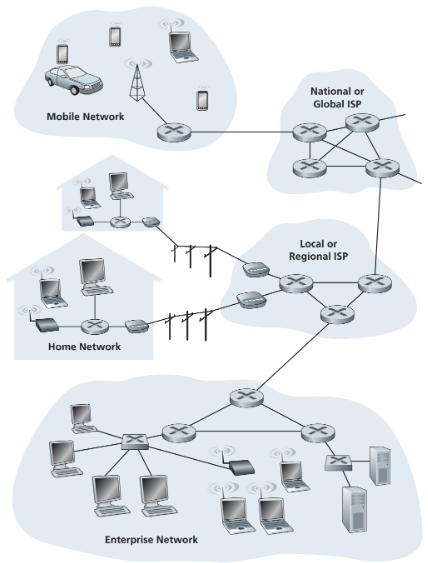 National or
Global ISP
Mobile Network
Local or
Regional ISP
Home Network
Enterprise Network